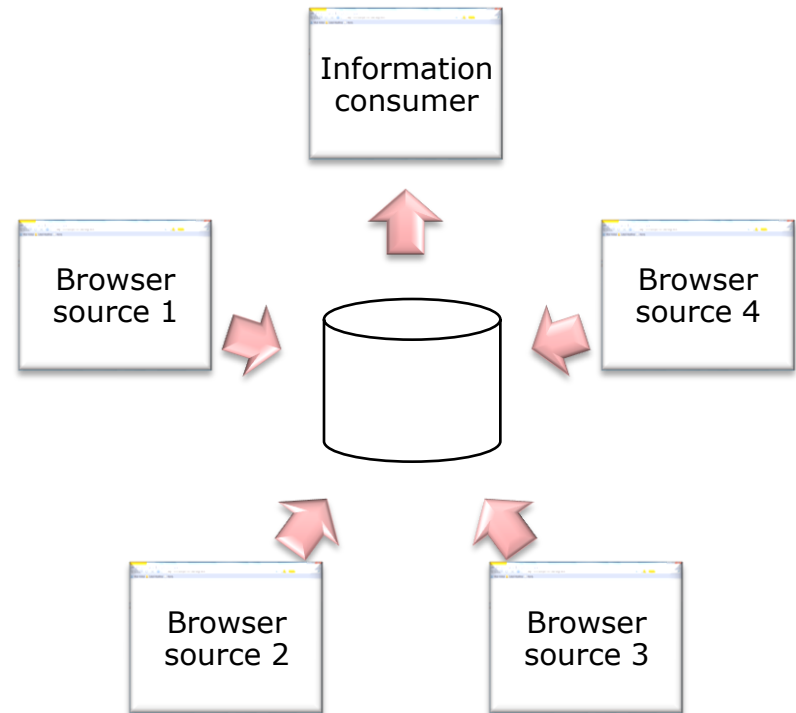 Information
consumer
Browser
source 1
Browser
source 4
Browser
source 2
Browser
source 3